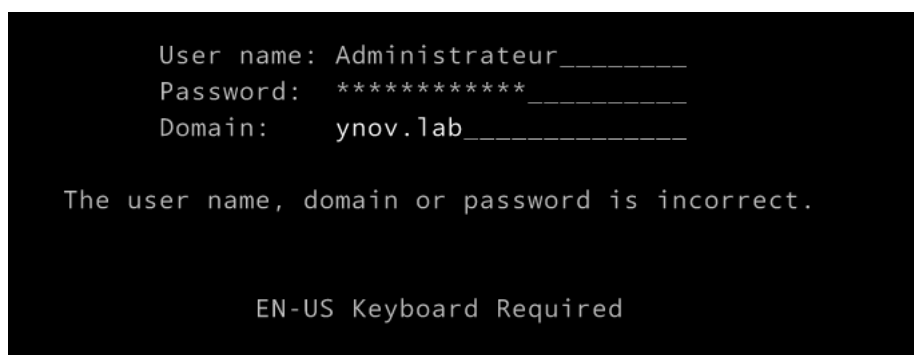 User name: Administrateur________
Password: ************__________
Domain: ynov.lab______________
The user name, domain or password is incorrect.
EN-US Keyboard Required